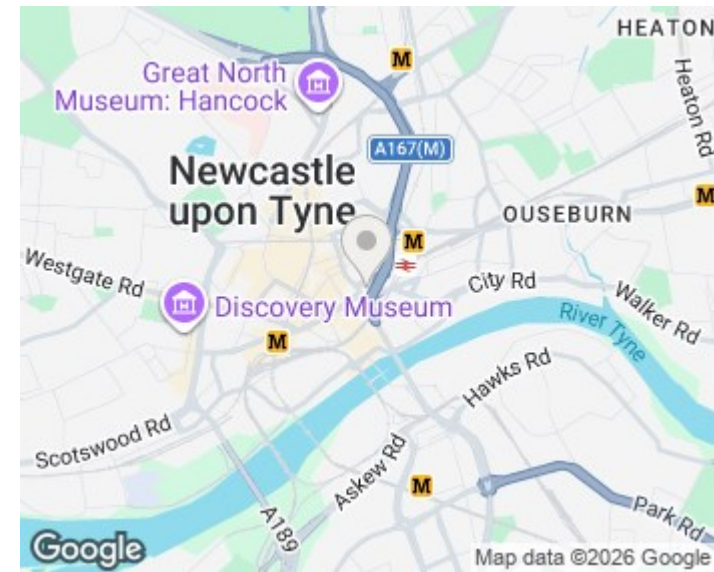 HEATON
M
Great North
Museum: Hancock
Heaton Rd
A167(M)
Newcastle
upon Tyne
M
OUSEBURN
M
Westgate Rd
City Rd
Walker Rd
Discovery Museum
River Tyne
M
Hawks Rd
Scotswood Rd
Askew Rd
M
A189
Park Rd
Google
Map data ©2026 Google